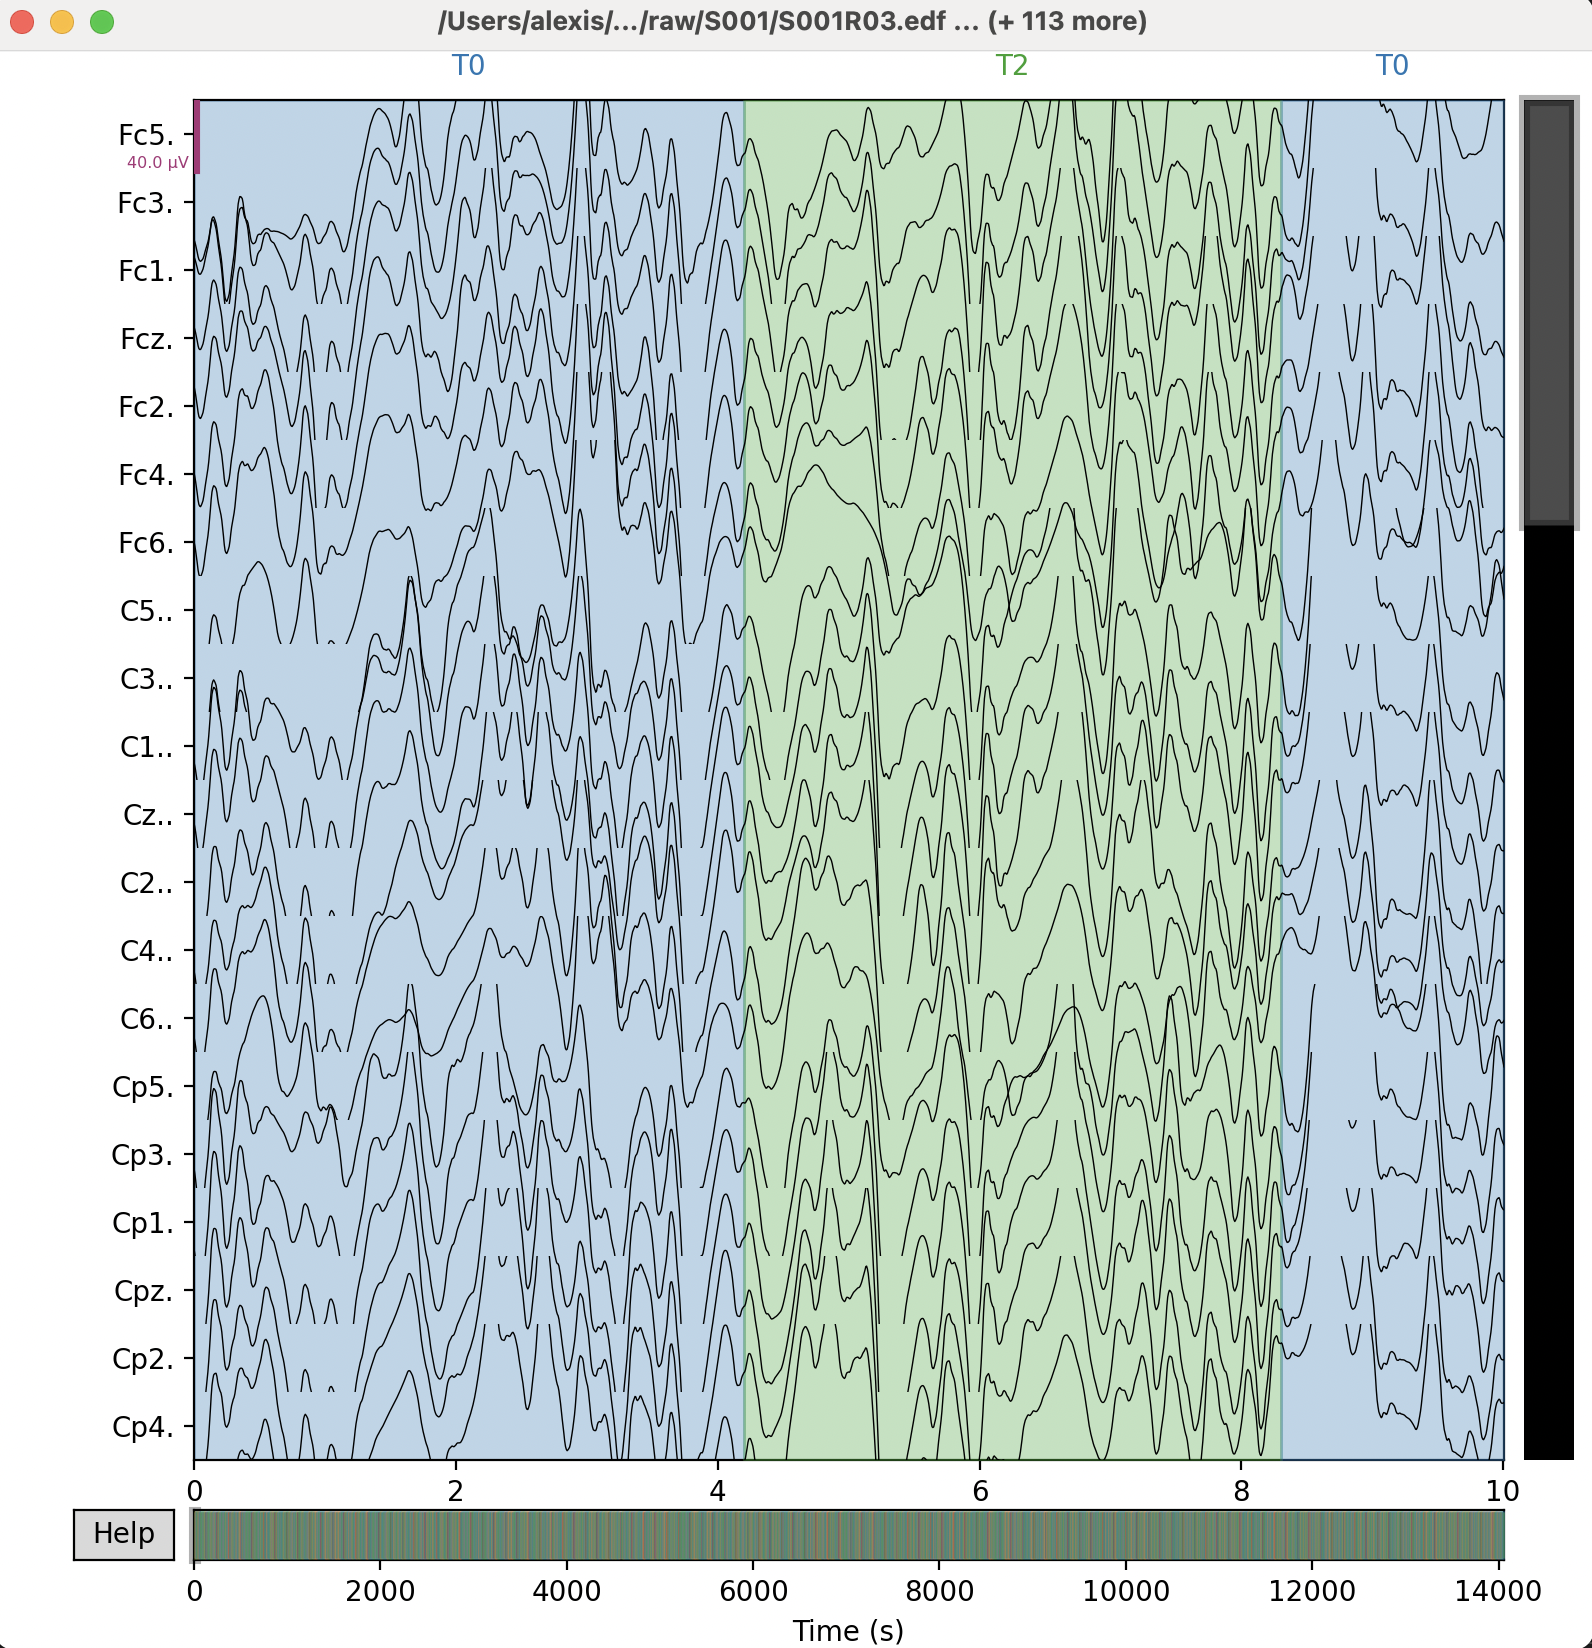 /Users/alexis/.../raw/S001/S001R03.edf ... (+ 113 more)
T0 T2 T0
Fc5.
40.0 µV
Fc3.
Fc1.
Fcz.
Fc2.
Fc4.
Fc6.
C5..
C3..
C1..
Cz..
C2..
C4..
C6..
Cp5.
Cp3.
Cp1.
Cpz.
Cp2.
Cp4.
0 2 4 6 8 10
Help
0 2000 4000 6000 8000 10000 12000 14000
Time (s)